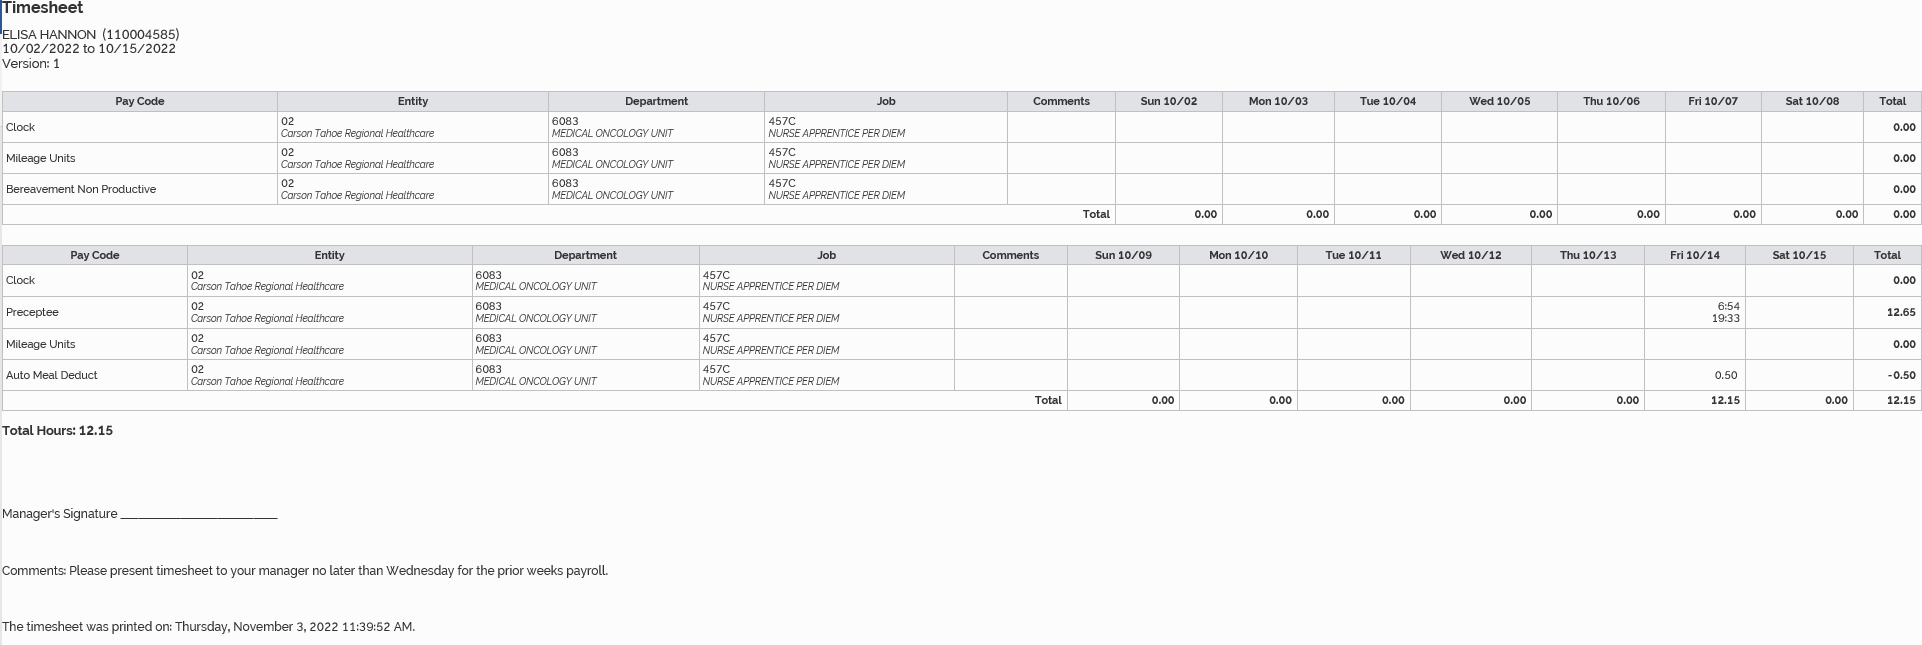 Timesheet
ELISA HANNON (110004585)
10/02/2022 to 10/15/2022
Version: 1
Pay Code Entity Department Job Comments Sun 10/02 Mon 10/03 Tue 10/04 Wed 10/05 Thu 10/06 Fri 10/07 Sat 10/08 Total
Clock 02 6083 457C 0.00
Carson Tahoe Regional Healthcare MEDICAL ONCOLOGY UNIT NURSE APPRENTICE PER DIEM
Mileage Units 02 6083 457C 0.00
Carson Tahoe Regional Healthcare MEDICAL ONCOLOGY UNIT NURSE APPRENTICE PER DIEM
Bereavement Non Productive 02 6083 457C 0.00
Carson Tahoe Regional Healthcare MEDICAL ONCOLOGY UNIT NURSE APPRENTICE PER DIEM
Total 0.00 0.00 0.00 0.00 0.00 0.00 0.00 0.00
Pay Code Entity Department Job Comments Sun 10/09 Mon 10/10 Tue 10/11 Wed 10/12 Thu 10/13 Fri 10/14 Sat 10/15 Total
Clock 02 6083 457C 0.00
Carson Tahoe Regional Healthcare MEDICAL ONCOLOGY UNIT NURSE APPRENTICE PER DIEM
Preceptee 02 6083 457C 6:54 12.65
Carson Tahoe Regional Healthcare MEDICAL ONCOLOGY UNIT NURSE APPRENTICE PER DIEM 19:33
Mileage Units 02 6083 457C 0.00
Carson Tahoe Regional Healthcare MEDICAL ONCOLOGY UNIT NURSE APPRENTICE PER DIEM
Auto Meal Deduct 02 6083 457C 0.50 -0.50
Carson Tahoe Regional Healthcare MEDICAL ONCOLOGY UNIT NURSE APPRENTICE PER DIEM
Total 0.00 0.00 0.00 0.00 0.00 12.15 0.00 12.15
Total Hours: 12.15
Manager's Signature ________________________
Comments: Please present timesheet to your manager no later than Wednesday for the prior weeks payroll.
The timesheet was printed on: Thursday, November 3, 2022 11:39:52 AM.